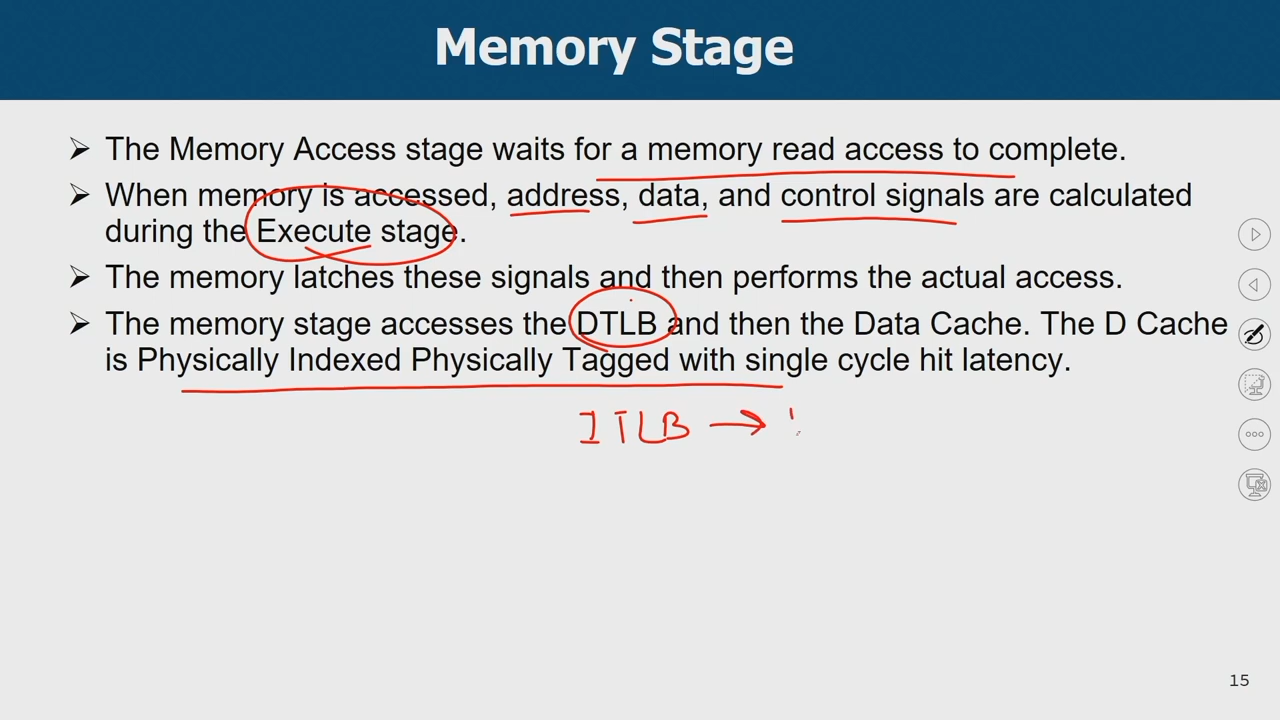 Memory Stage
➢ The Memory Access stage waits for a memory read access to complete.
➢ When memory is accessed, address, data, and control signals are calculated
during the Execute stage.
➢ The memory latches these signals and then performs the actual access.
➢ The memory stage accesses the DTLB and then the Data Cache. The D Cache
is Physically Indexed Physically Tagged with single cycle hit latency.
ITLB →
15